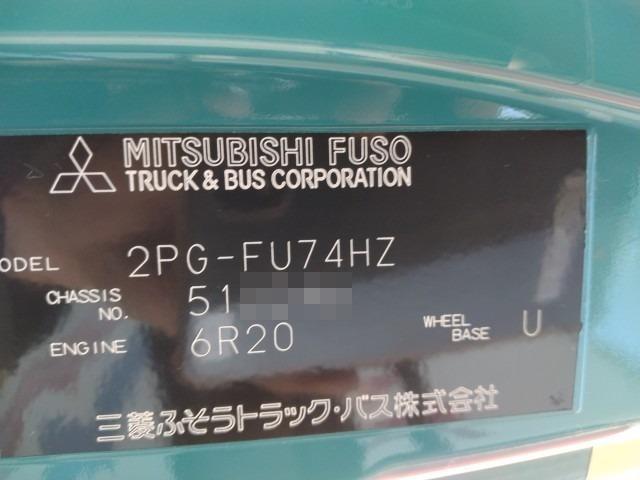 MITSUBISHI FUSO
TRUCK & BUS CORPORATION
ODEL 2PG-FU74HZ
CHASSIS NO. 51
ENGINE 6R20 WHEEL BASE U
三菱ふそうトラック・バス株式会社